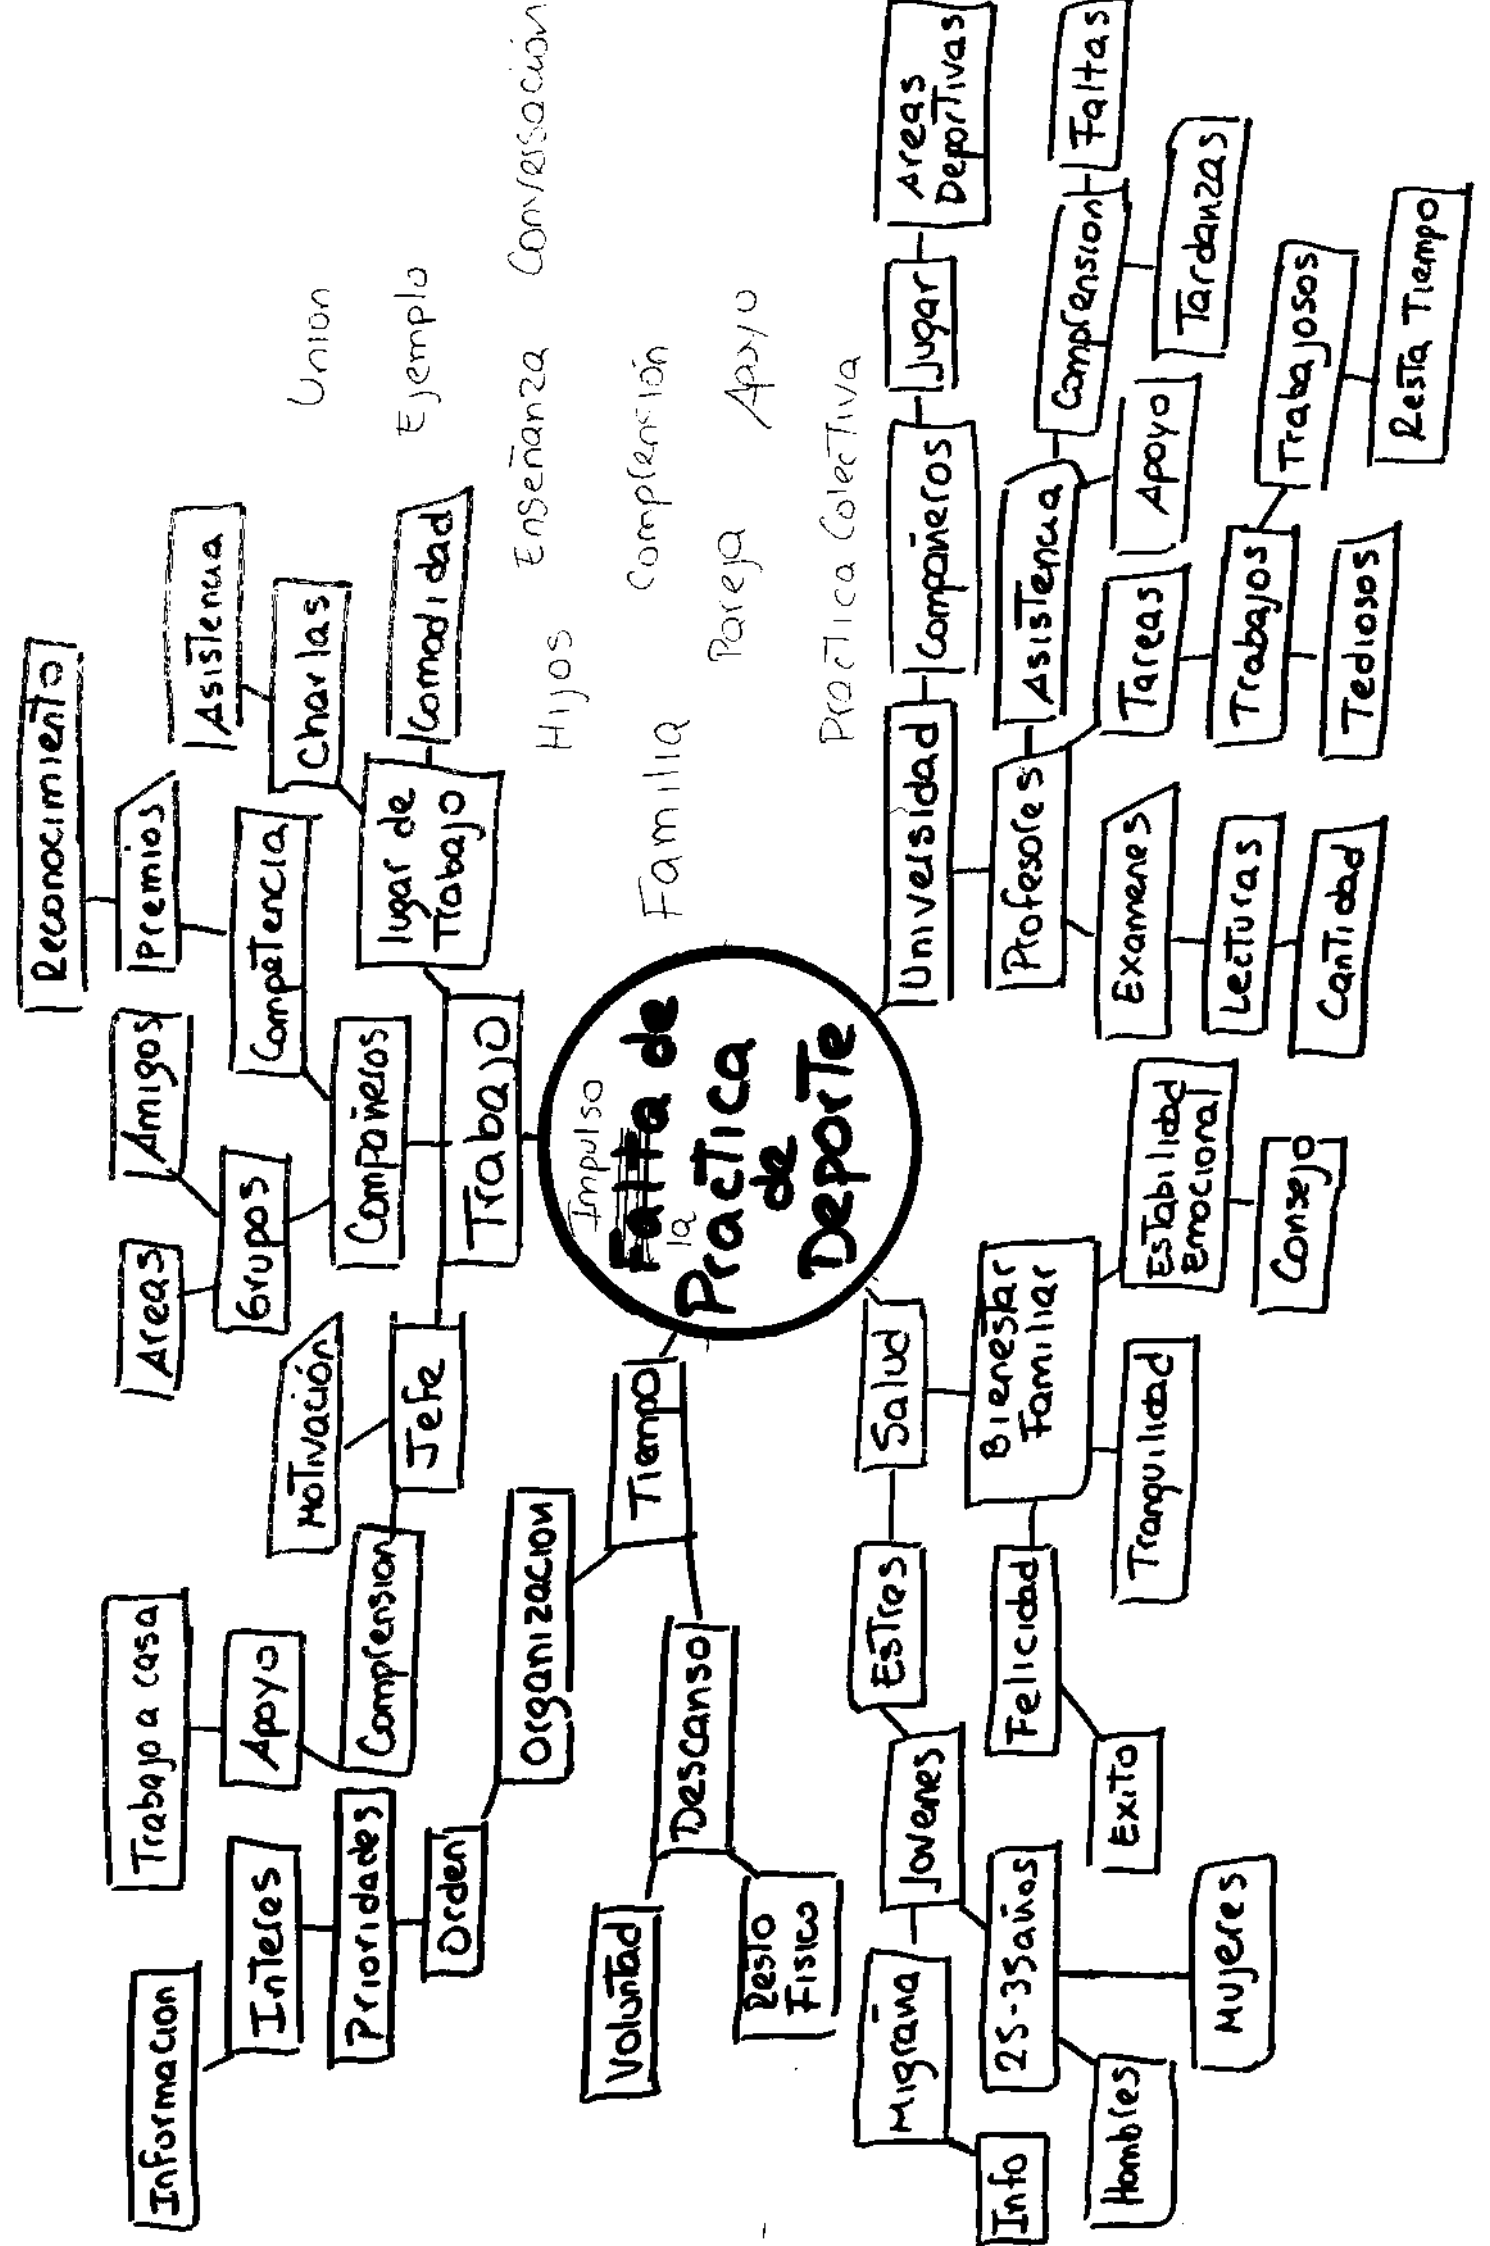 Reconocimiento
Informacion
Trabajo a casa
Areas
Amigos
Premios
Asistencia
Interes
Apoyo
Motivación
Grupos
Competencia
Charlas
Union
Prioridades
Comprension
Jefe
Compañeros
lugar de
Trabajo
Comodidad
Ejemplo
Orden
Organizacion
Trabajo
Hijos
Enseñanza
Conversación
Voluntad
Descanso
Tiempo
Impulso
Falta de
la
Practica
de
Deporte
Familia
Comprensión
Pareja
Apoyo
Practica Colectiva
Resto
Fisico
Migraña
Jovenes
Estres
Salud
Universidad
Compañeros
Jugar
Areas
Deportivas
Info
25-35años
Felicidad
Bienestar
Familiar
Profesores
Asistencia
Comprension
Faltas
Hombres
Exito
Tranquilidad
Estabilidad
Emocional
Examenes
Tareas
Apoyo
Tardanzas
Mujeres
Consejo
Lecturas
Trabajos
Trabajosos
Cantidad
Tediosos
Resta Tiempo